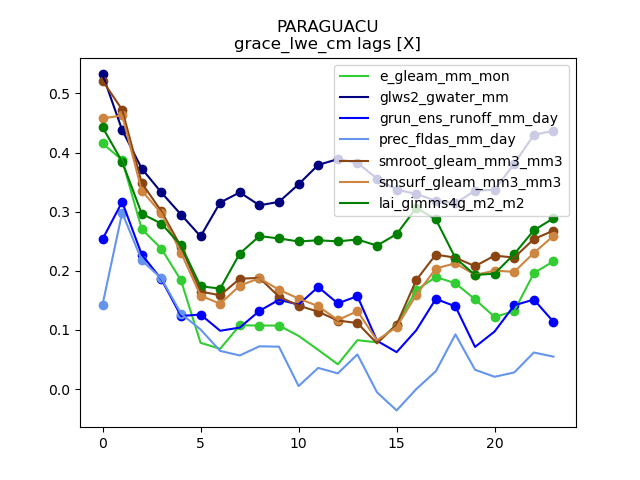 PARAGUACU
grace_lwe_cm lags [X]
e_gleam_mm_mon
glws2_gwater_mm
grun_ens_runoff_mm_day
prec_fldas_mm_day
smroot_gleam_mm3_mm3
smsurf_gleam_mm3_mm3
lai_gimms4g_m2_m2
0.5
0.4
0.3
0.2
0.1
0.0
0 5 10 15 20